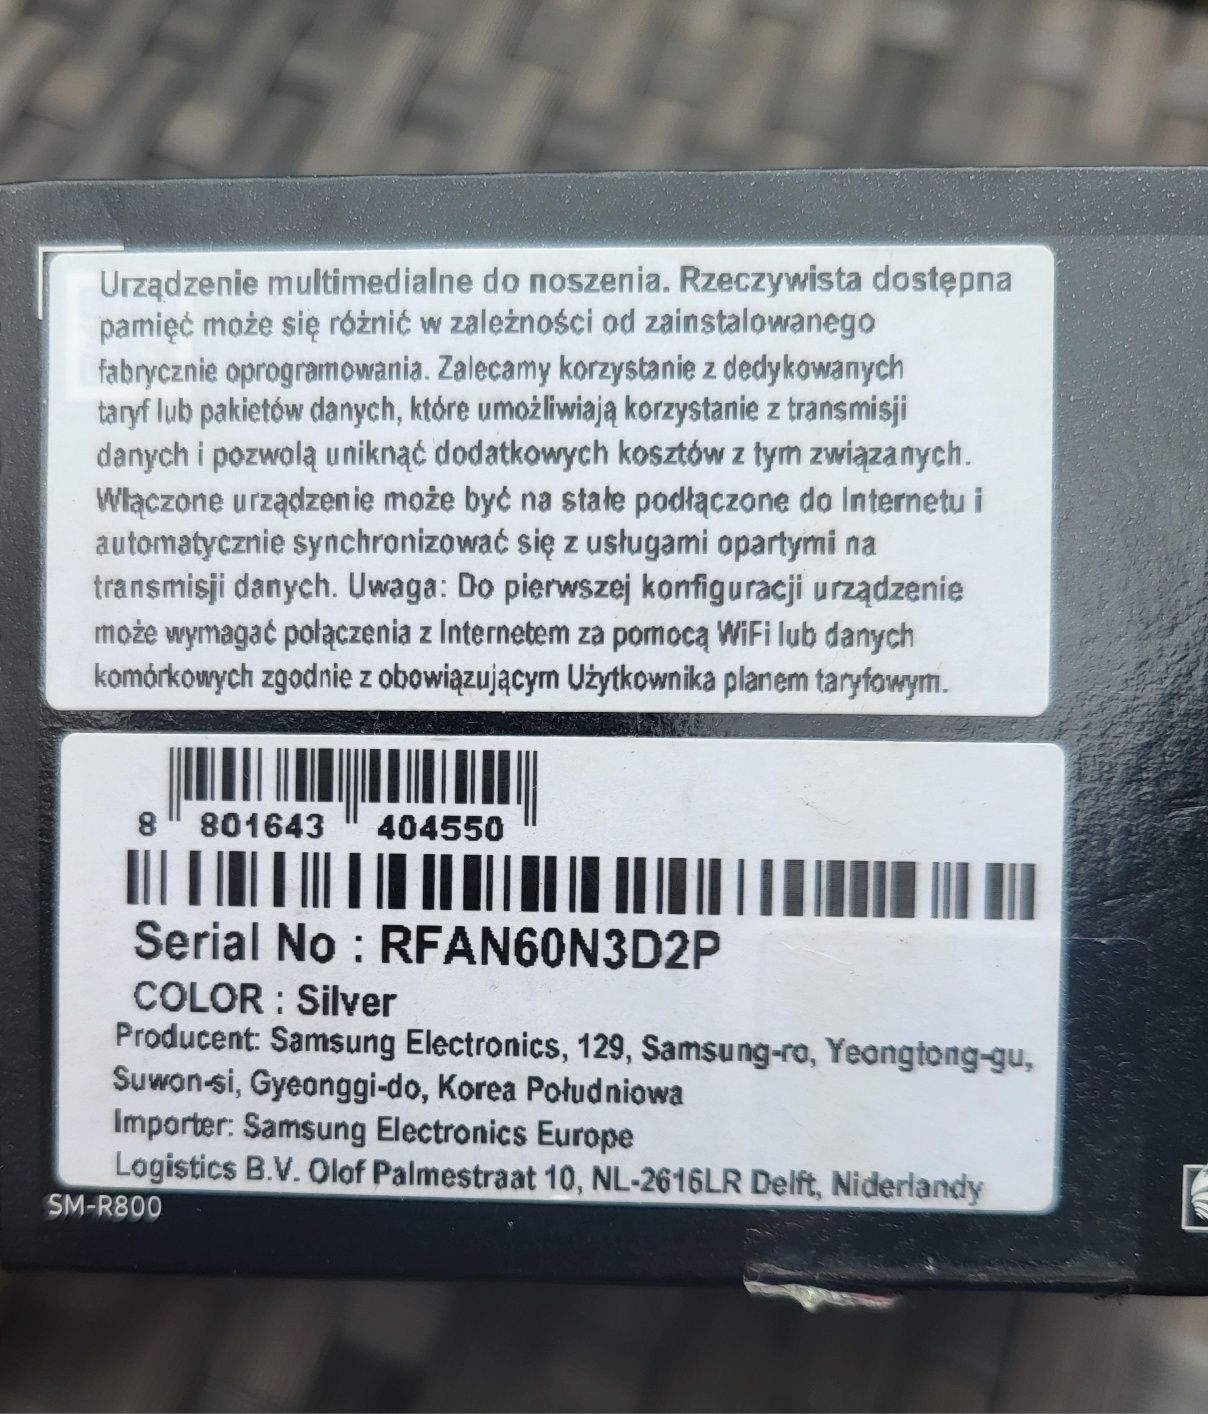 Urządzenie multimedialne do noszenia. Rzeczywista dostępna
pamięć może się różnić w zależności od zainstalowanego
fabrycznie oprogramowania. Zalecamy korzystanie z dedykowanych
taryf lub pakietów danych, które umożliwiają korzystanie z transmisji
danych i pozwolą uniknąć dodatkowych kosztów z tym związanych.
Włączone urządzenie może być na stałe podłączone do Internetu i
automatycznie synchronizować się z usługami opartymi na
transmisji danych. Uwaga: Do pierwszej konfiguracji urządzenie
może wymagać połączenia z Internetem za pomocą WiFi lub danych
komórkowych zgodnie z obowiązującym Użytkownika planem taryfowym.
8 801643 404550
Serial No : RFAN60N3D2P
COLOR : Silver
Producent: Samsung Electronics, 129, Samsung-ro, Yeongtong-gu,
Suwon-si, Gyeonggi-do, Korea Południowa
Importer: Samsung Electronics Europe
Logistics B.V. Olof Palmestraat 10, NL-2616LR Delft, Niderlandy
SM-R800